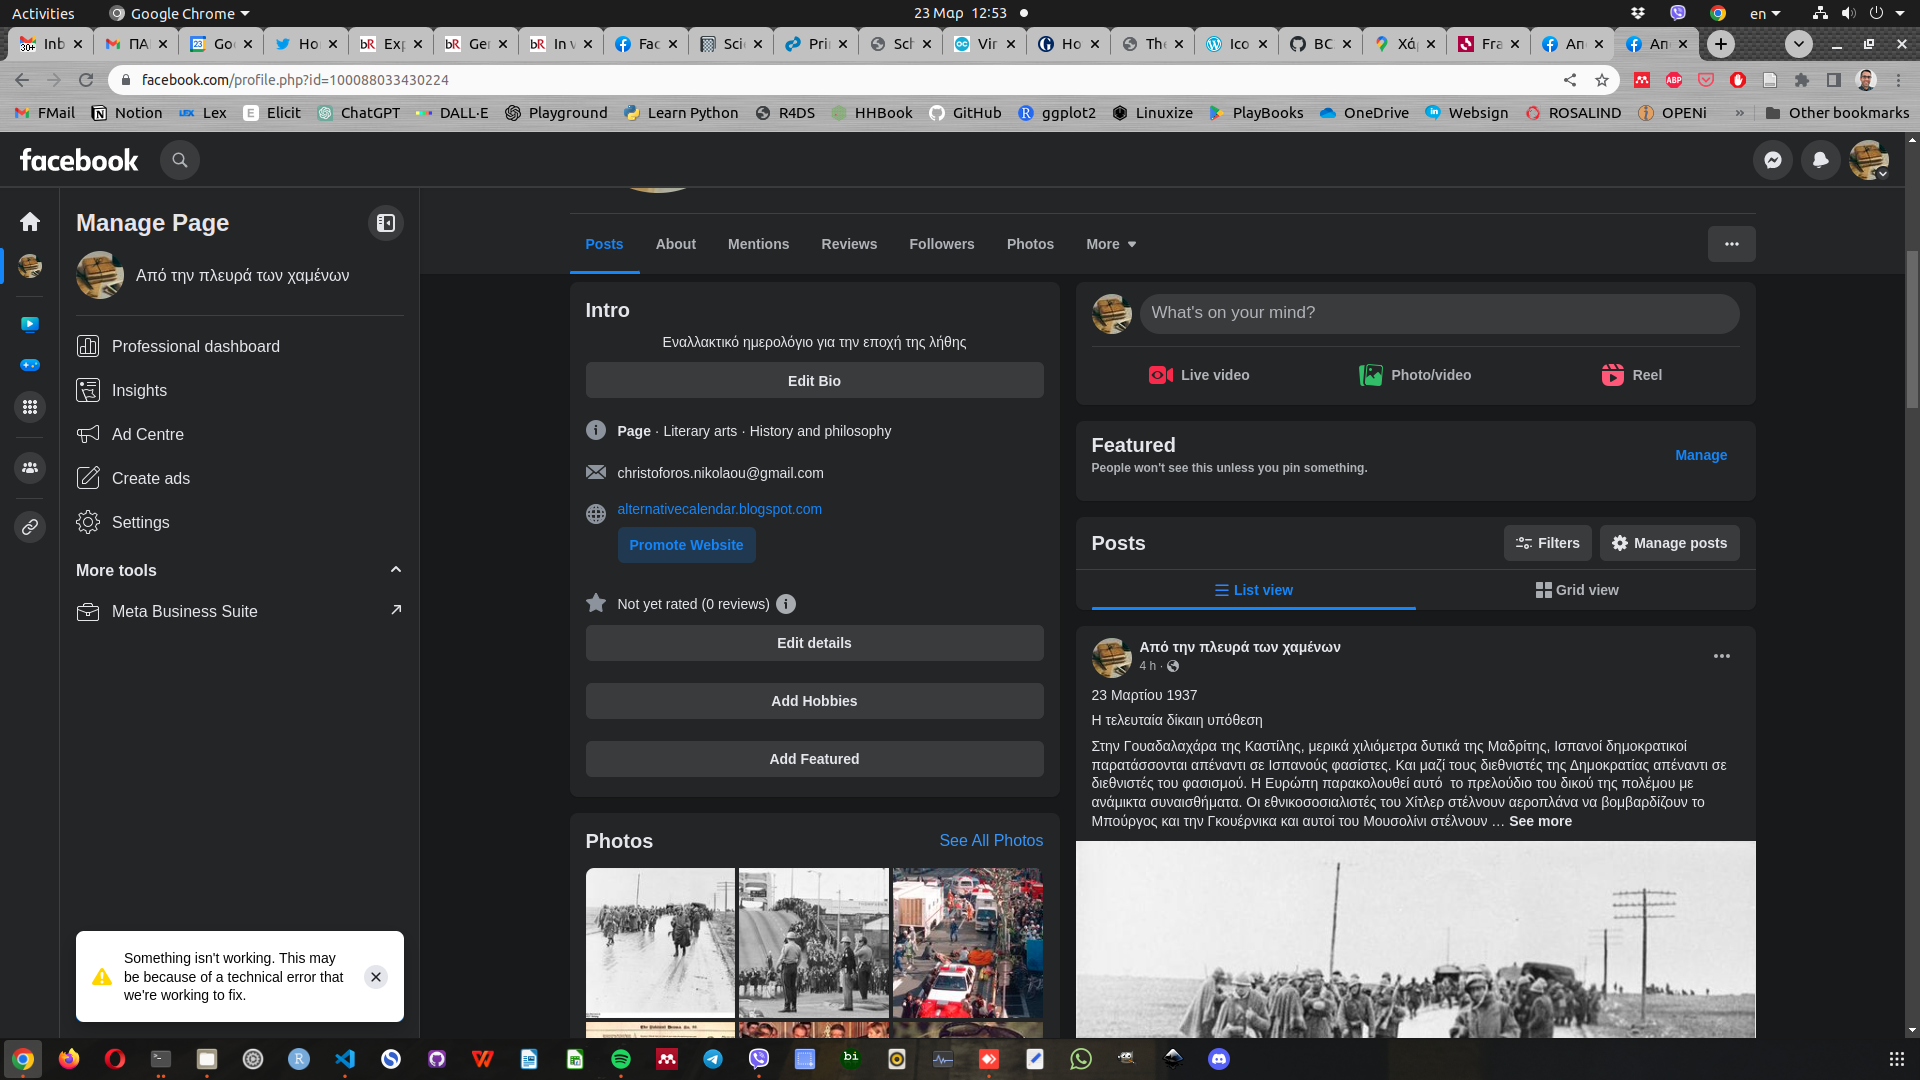 Activities
Google Chrome
23 Μαρ 12:53
en
Inb
ΠΑ
Goo
Ho
Exp
Ger
In v
Fac
Sci
Prii
Sch
Vir
Ho
The
Ico
BC
Χάρ
Fra
Απ
Απ
facebook.com/profile.php?id=100088033430224
FMail
Notion
Lex
Elicit
ChatGPT
DALL·E
Playground
Learn Python
R4DS
HHBook
GitHub
ggplot2
Linuxize
PlayBooks
OneDrive
Websign
ROSALIND
OPENi
»
Other bookmarks
facebook
Manage Page
Από την πλευρά των χαμένων
Professional dashboard
Insights
Ad Centre
Create ads
Settings
More tools
Meta Business Suite
Something isn't working. This may
be because of a technical error that
we're working to fix.
Posts
About
Mentions
Reviews
Followers
Photos
More
Intro
Εναλλακτικό ημερολόγιο για την εποχή της λήθης
Edit Bio
Page · Literary arts · History and philosophy
christoforos.nikolaou@gmail.com
alternativecalendar.blogspot.com
Promote Website
Not yet rated (0 reviews)
Edit details
Add Hobbies
Add Featured
Photos
See All Photos
What's on your mind?
Live video
Photo/video
Reel
Featured
People won't see this unless you pin something.
Manage
Posts
Filters
Manage posts
List view
Grid view
Από την πλευρά των χαμένων
4 h ·
23 Μαρτίου 1937
Η τελευταία δίκαιη υπόθεση
Στην Γουαδαλαχάρα της Καστίλης, μερικά χιλιόμετρα δυτικά της Μαδρίτης, Ισπανοί δημοκρατικοί
παρατάσσονται απέναντι σε Ισπανούς φασίστες. Και μαζί τους διεθνιστές της Δημοκρατίας απέναντι σε
διεθνιστές του φασισμού. Η Ευρώπη παρακολουθεί αυτό  το πρελούδιο του δικού της πολέμου με
ανάμικτα συναισθήματα. Οι εθνικοσοσιαλιστές του Χίτλερ στέλνουν αεροπλάνα να βομβαρδίζουν το
Μπούργος και την Γκουέρνικα και αυτοί του Μουσολίνι στέλνουν … See more